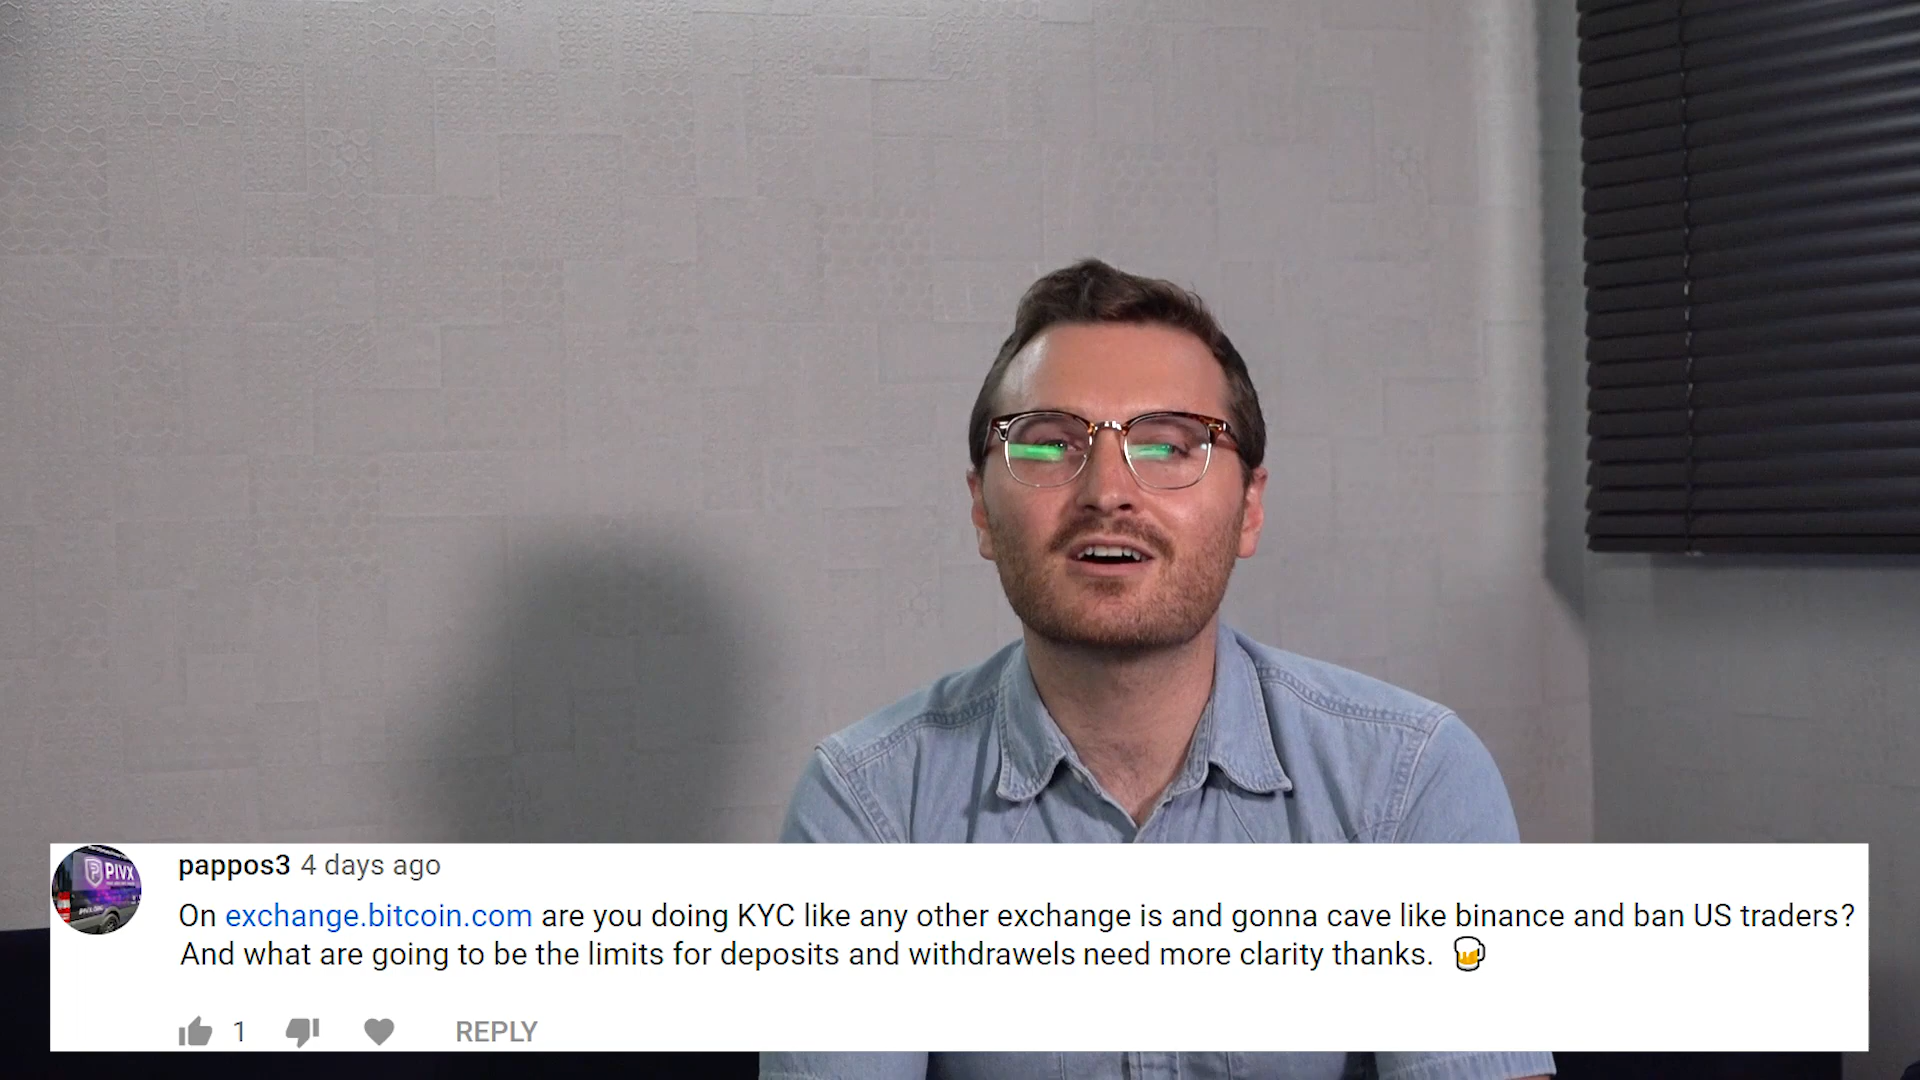 pappos3 4 days ago
On exchange.bitcoin.com are you doing KYC like any other exchange is and gonna cave like binance and ban US traders?
And what are going to be the limits for deposits and withdrawels need more clarity thanks. 🍺
1 REPLY
PIVX